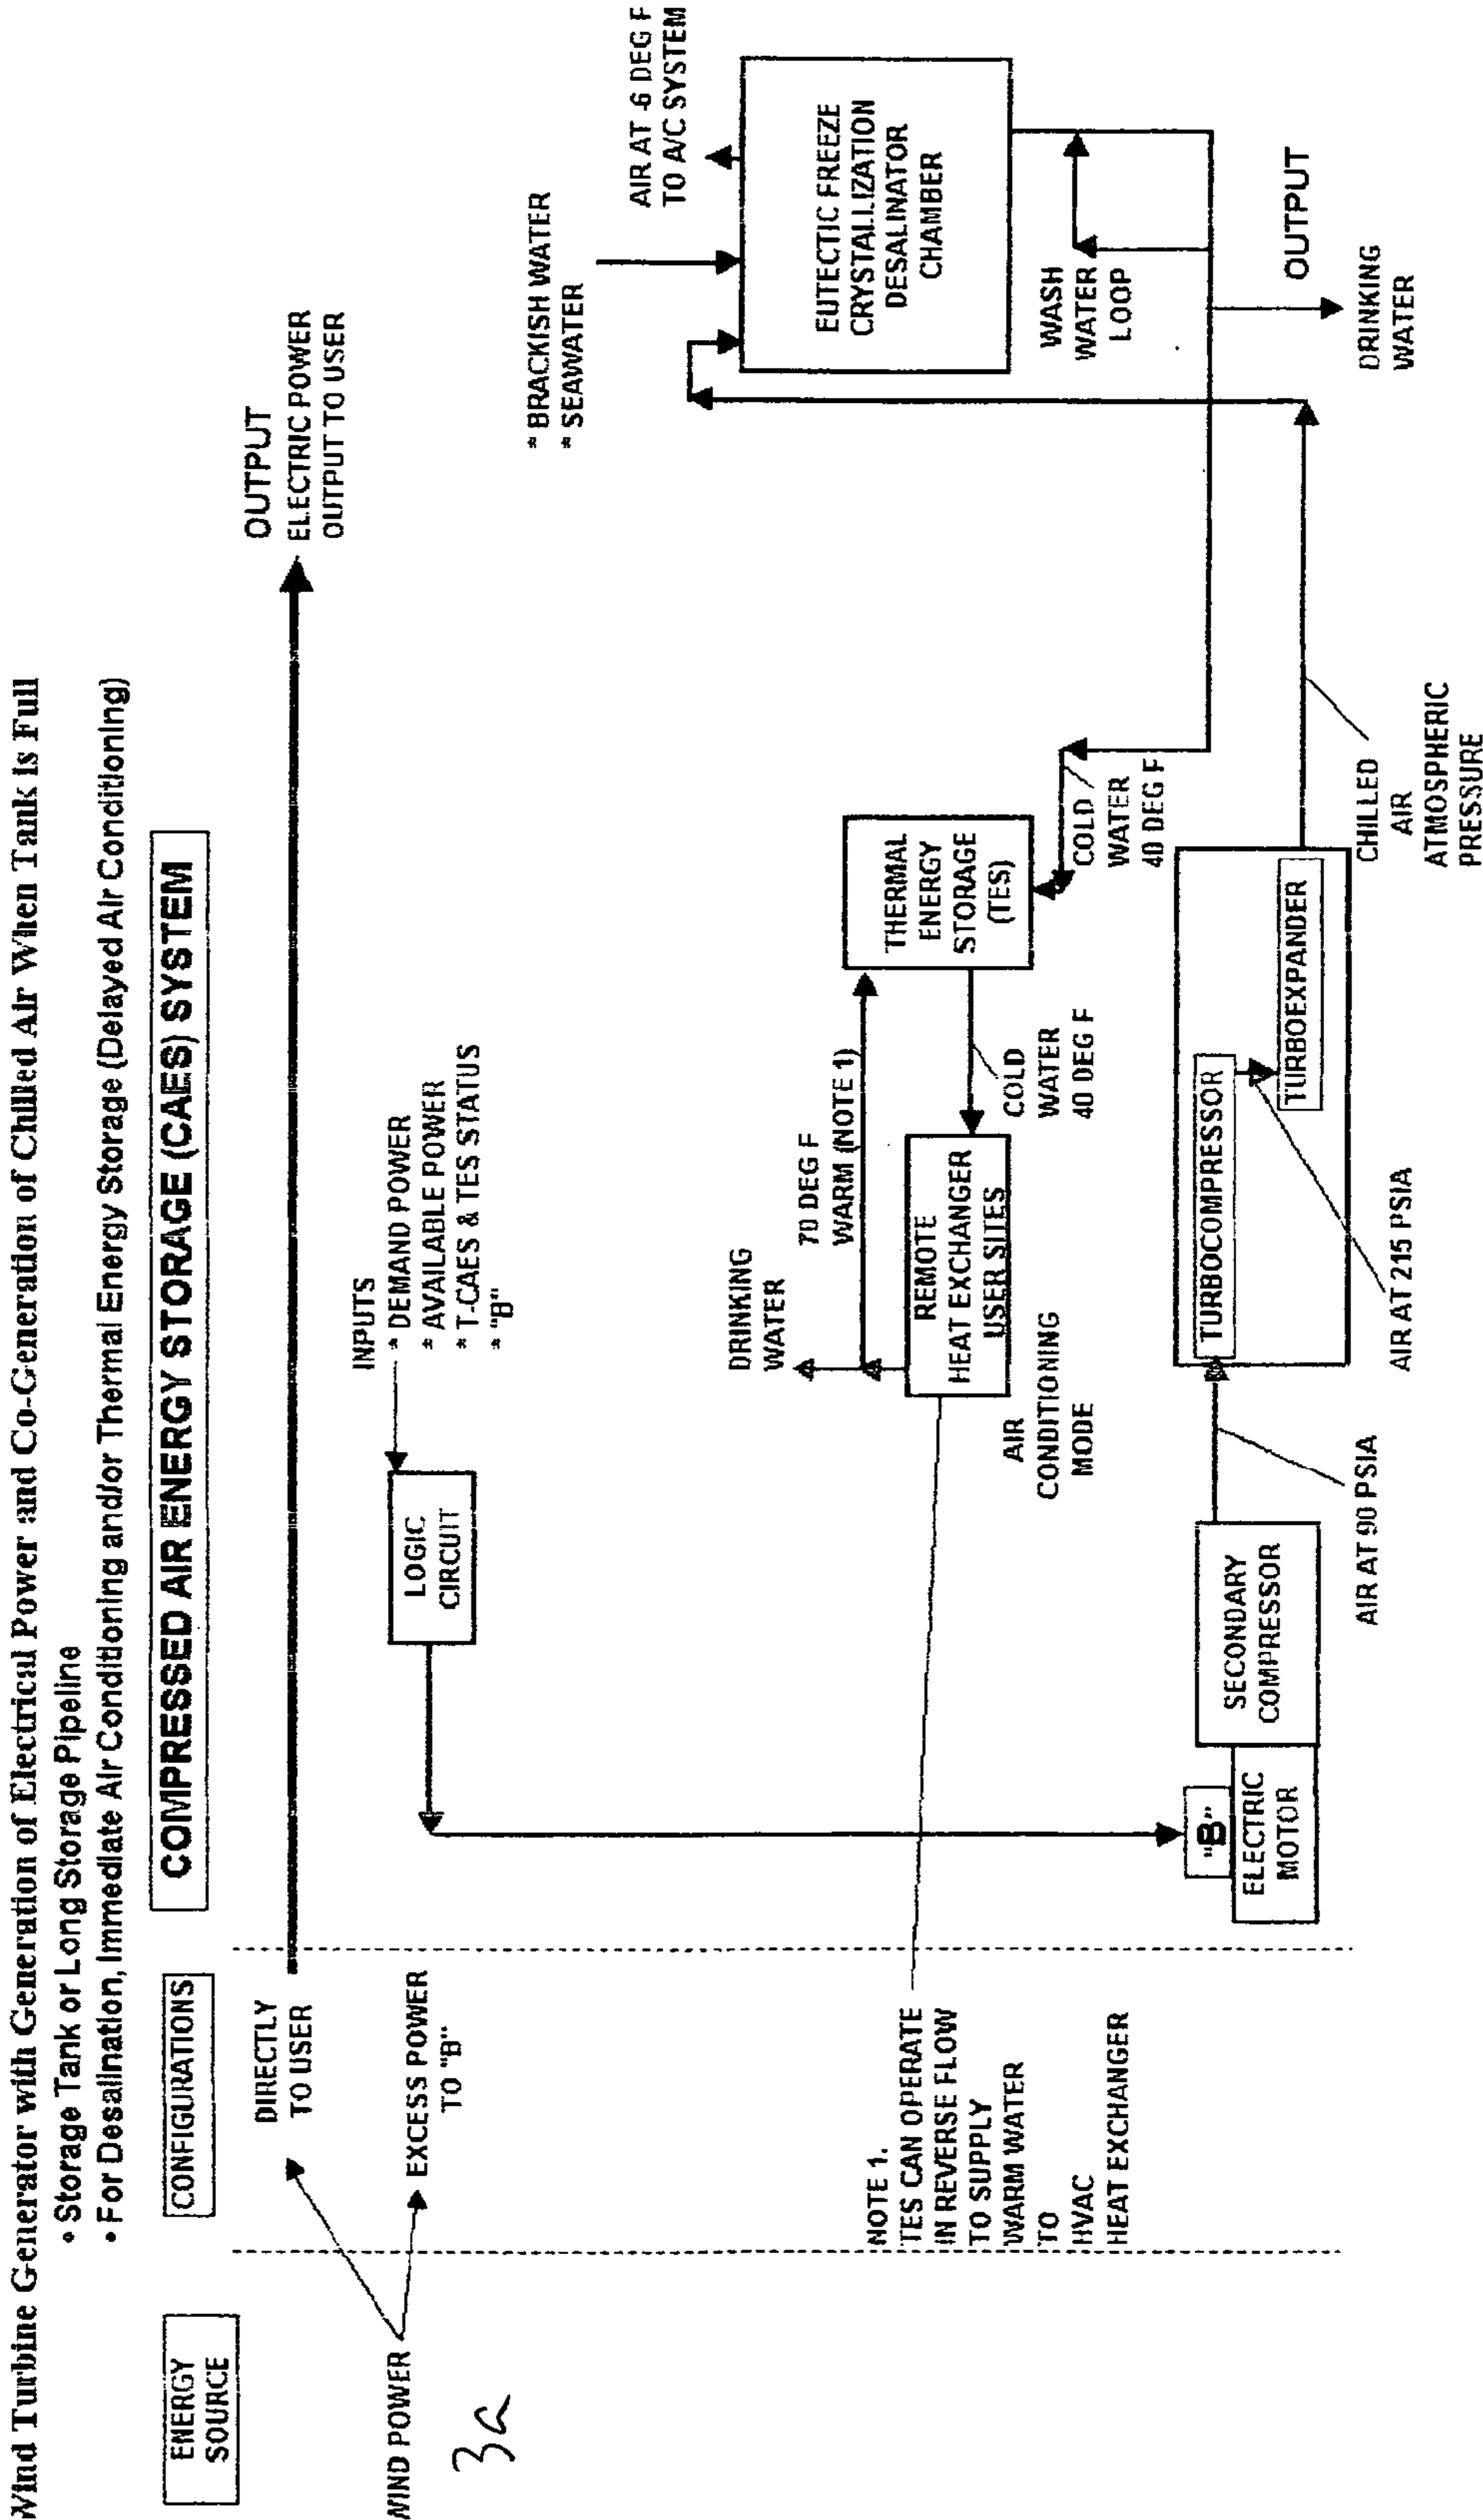 Wind Turbine Generator with Generation of Electrical Power and Co-Generation of Chilled Air When Tank is Full
• Storage Tank or Long Storage Pipeline
• For Desalination, Immediate Air Conditioning and/or Thermal Energy Storage (Delayed Air Conditioning)
ENERGY
SOURCE
CONFIGURATIONS
COMPRESSED AIR ENERGY STORAGE (CAES) SYSTEM
WIND POWER
3a
DIRECTLY
TO USER
EXCESS POWER
TO "B"
OUTPUT
ELECTRIC POWER
OUTPUT TO USER
INPUTS
* DEMAND POWER
* AVAILABLE POWER
* T-CAES & TES STATUS
* "B"
LOGIC
CIRCUIT
* BRACKISH WATER
* SEAWATER
AIR AT -6 DEG F
TO A/C SYSTEM
EUTECTIC FREEZE
CRYSTALLIZATION
DESALINATOR
CHAMBER
WASH
WATER
LOOP
OUTPUT
DRINKING
WATER
DRINKING
WATER
70 DEG F
WARM (NOTE 1)
THERMAL
ENERGY
STORAGE
(TES)
COLD
WATER
40 DEG F
REMOTE
HEAT EXCHANGER
USER SITES
COLD
WATER
40 DEG F
AIR
CONDITIONING
MODE
NOTE 1.
TES CAN OPERATE
IN REVERSE FLOW
TO SUPPLY
WARM WATER
TO
HVAC
HEAT EXCHANGER
"B"
ELECTRIC
MOTOR
SECONDARY
COMPRESSOR
AIR AT 90 PSIA
TURBOCOMPRESSOR
TURBOEXPANDER
AIR AT 215 PSIA
CHILLED
AIR
ATMOSPHERIC
PRESSURE